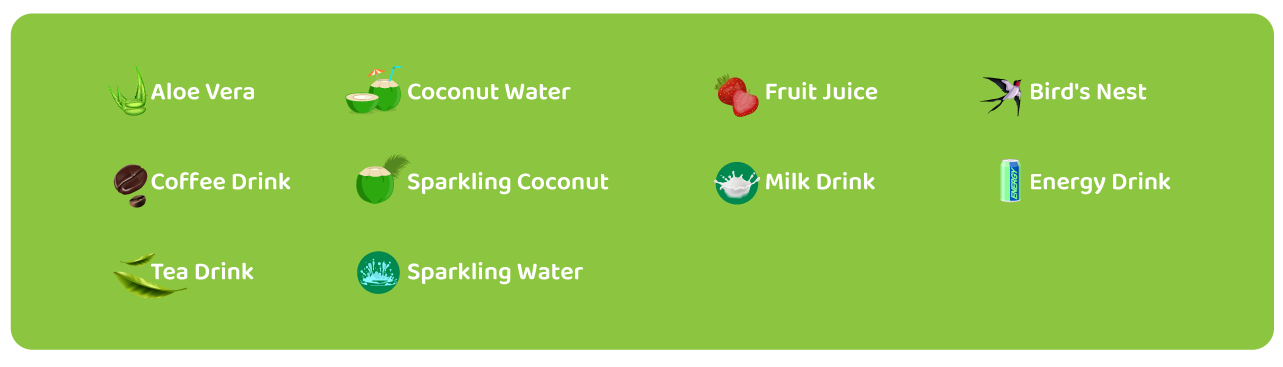 Aloe Vera
Coconut Water
Fruit Juice
Bird's Nest
Coffee Drink
Sparkling Coconut
Milk Drink
ENERGY
Energy Drink
Tea Drink
Sparkling Water